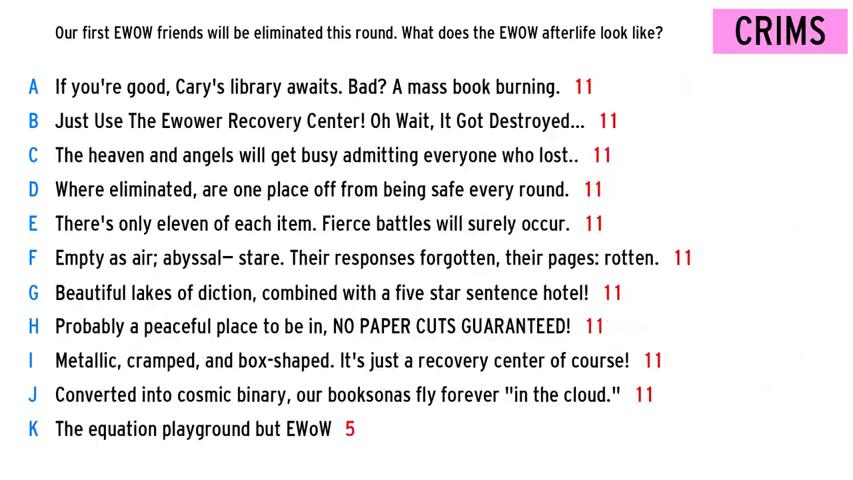 Our first EWOW friends will be eliminated this round. What does the EWOW afterlife look like?
CRIMS
A If you're good, Cary's library awaits. Bad? A mass book burning. 11
B Just Use The Ewower Recovery Center! Oh Wait, It Got Destroyed... 11
C The heaven and angels will get busy admitting everyone who lost.. 11
D Where eliminated, are one place off from being safe every round. 11
E There's only eleven of each item. Fierce battles will surely occur. 11
F Empty as air; abyssal— stare. Their responses forgotten, their pages: rotten. 11
G Beautiful lakes of diction, combined with a five star sentence hotel! 11
H Probably a peaceful place to be in, NO PAPER CUTS GUARANTEED! 11
I Metallic, cramped, and box-shaped. It's just a recovery center of course! 11
J Converted into cosmic binary, our booksonas fly forever "in the cloud." 11
K The equation playground but EWoW 5